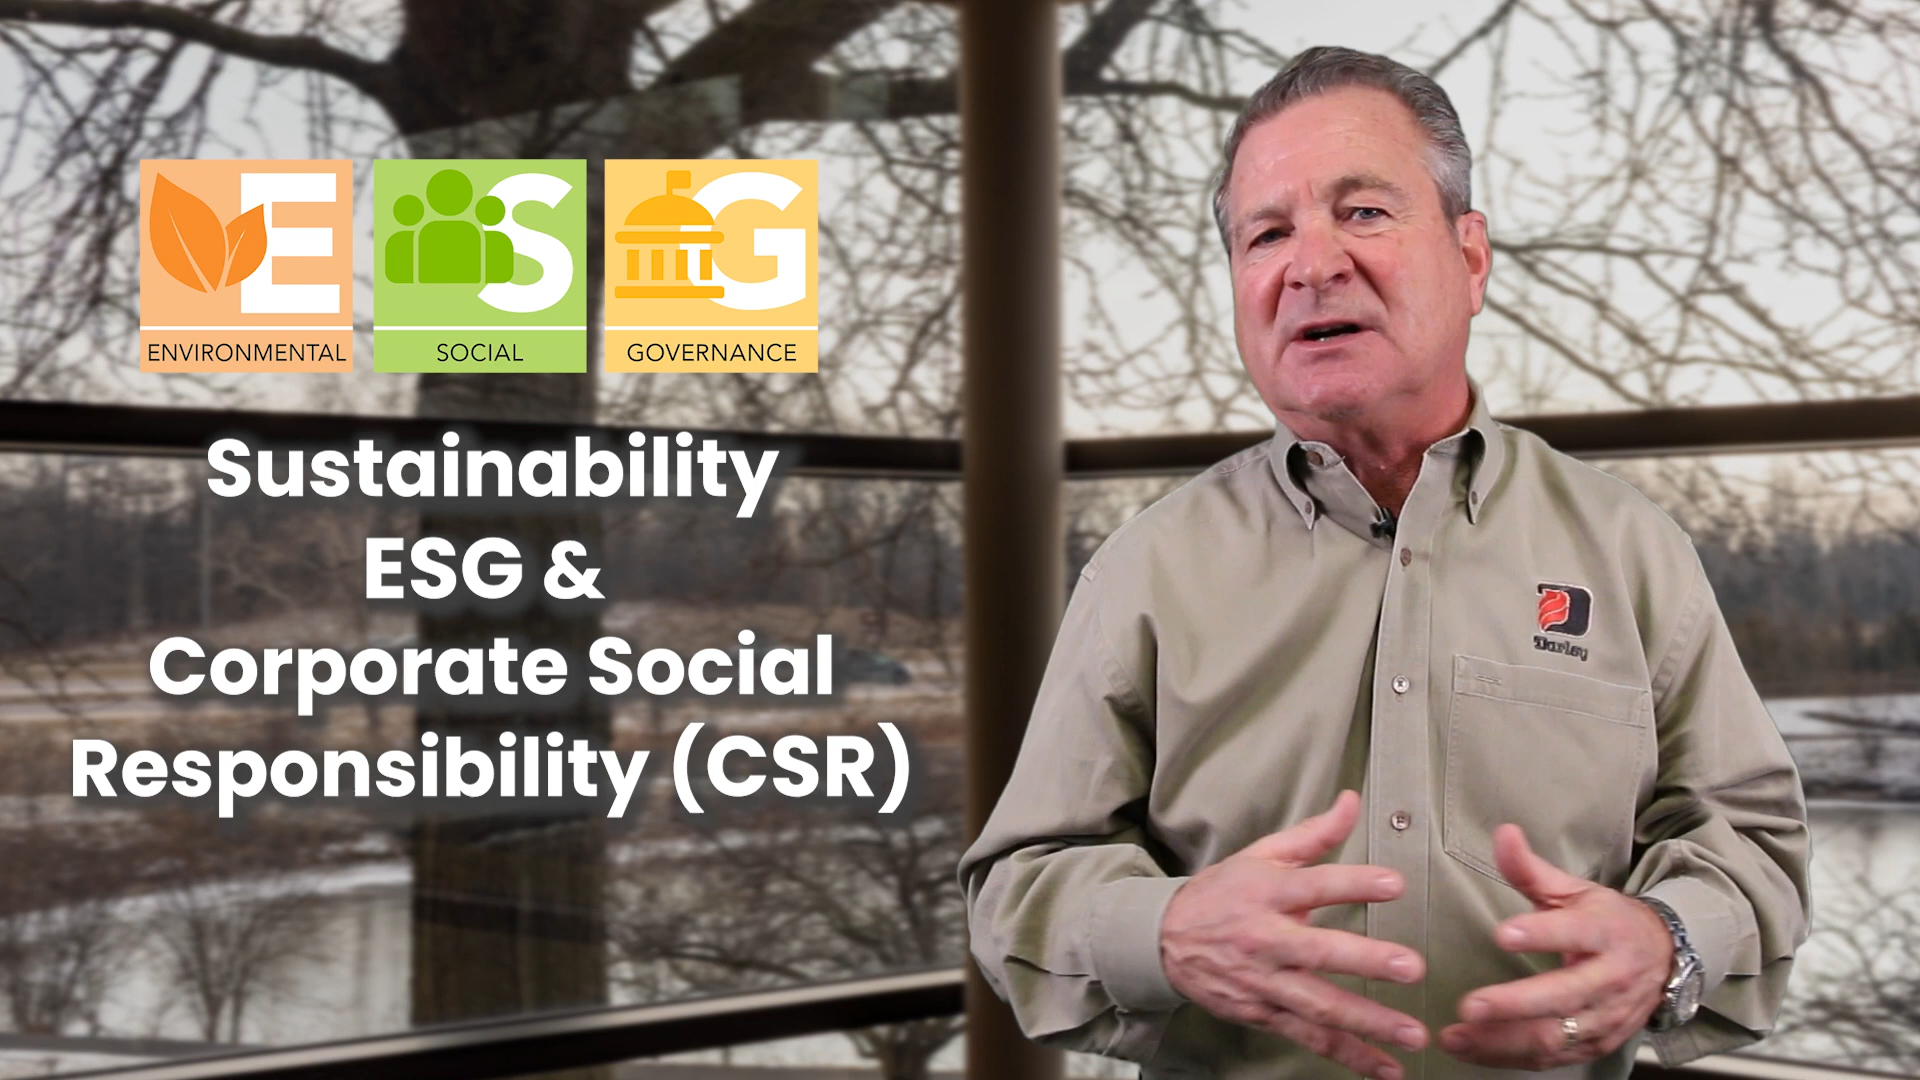 E S G
ENVIRONMENTAL SOCIAL GOVERNANCE
Sustainability
ESG &
Corporate Social
Responsibility (CSR)
Darley